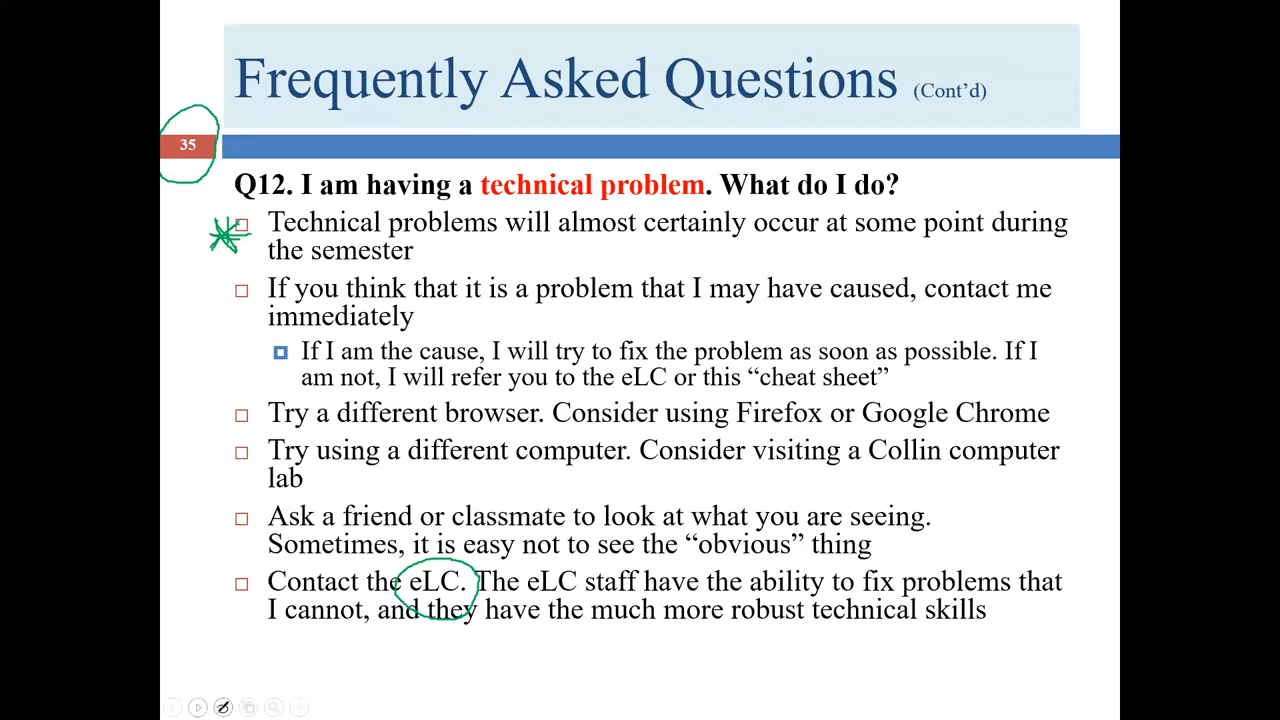 Frequently Asked Questions (Cont’d)
35
Q12. I am having a technical problem. What do I do?
Technical problems will almost certainly occur at some point during
the semester
If you think that it is a problem that I may have caused, contact me
immediately
If I am the cause, I will try to fix the problem as soon as possible. If I
am not, I will refer you to the eLC or this “cheat sheet”
Try a different browser. Consider using Firefox or Google Chrome
Try using a different computer. Consider visiting a Collin computer
lab
Ask a friend or classmate to look at what you are seeing.
Sometimes, it is easy not to see the “obvious” thing
Contact the eLC. The eLC staff have the ability to fix problems that
I cannot, and they have the much more robust technical skills